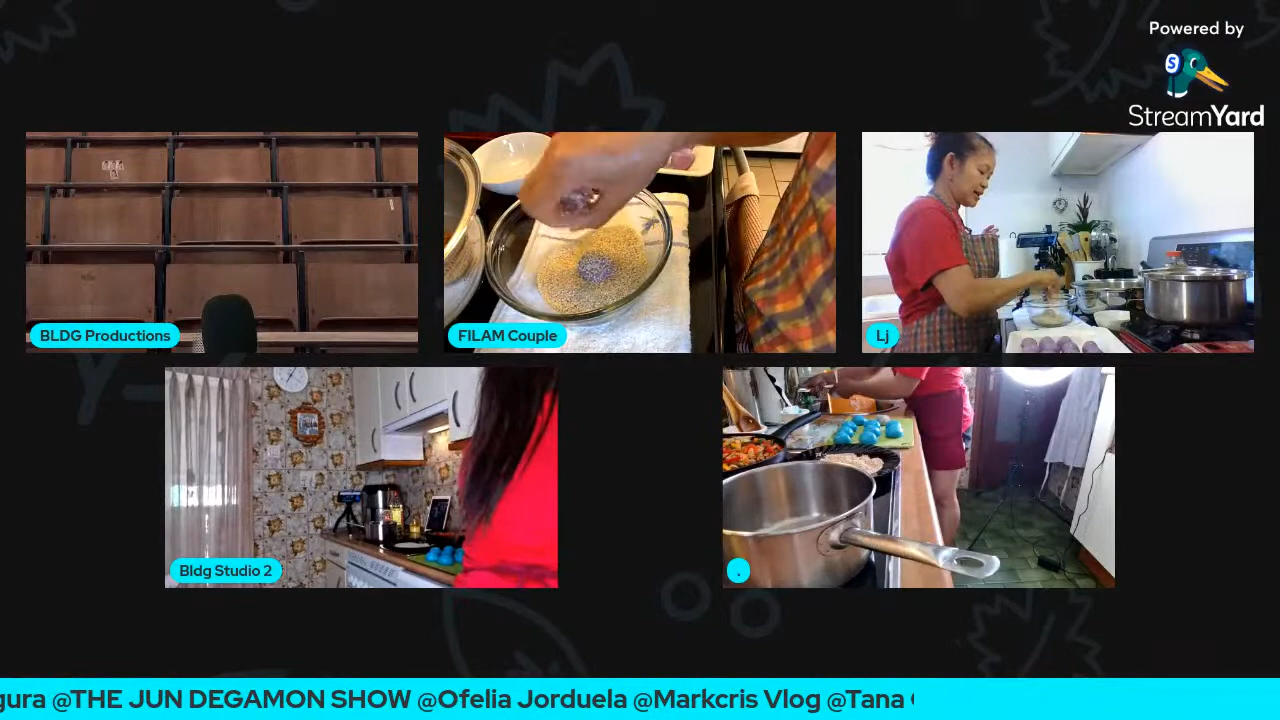 Powered by
StreamYard
BLDG Productions
FILAM Couple
Lj
Bldg Studio 2
.
gura @THE JUN DEGAMON SHOW @Ofelia Jorduela @Markcris Vlog @Tana